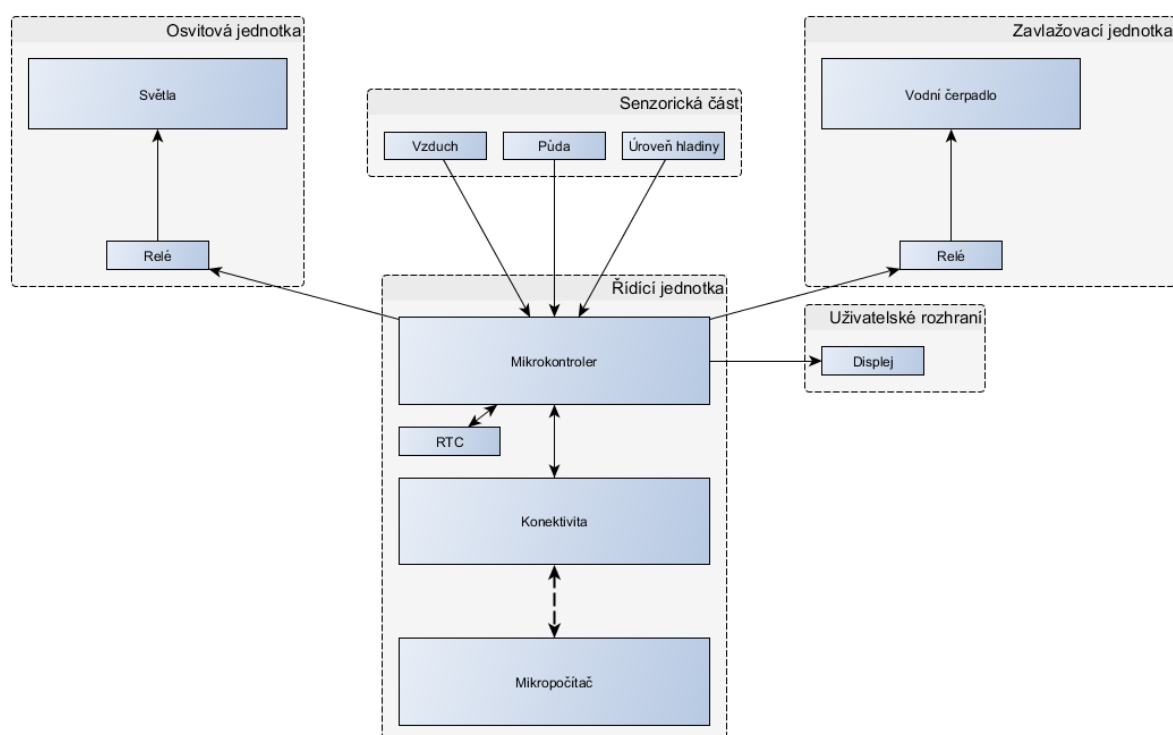 Osvitová jednotka
Světla
Relé
Senzorická část
Vzduch
Půda
Úroveň hladiny
Zavlažovací jednotka
Vodní čerpadlo
Relé
Řídící jednotka
Mikrokontroler
RTC
Konektivita
Mikropočítač
Uživatelské rozhraní
Displej